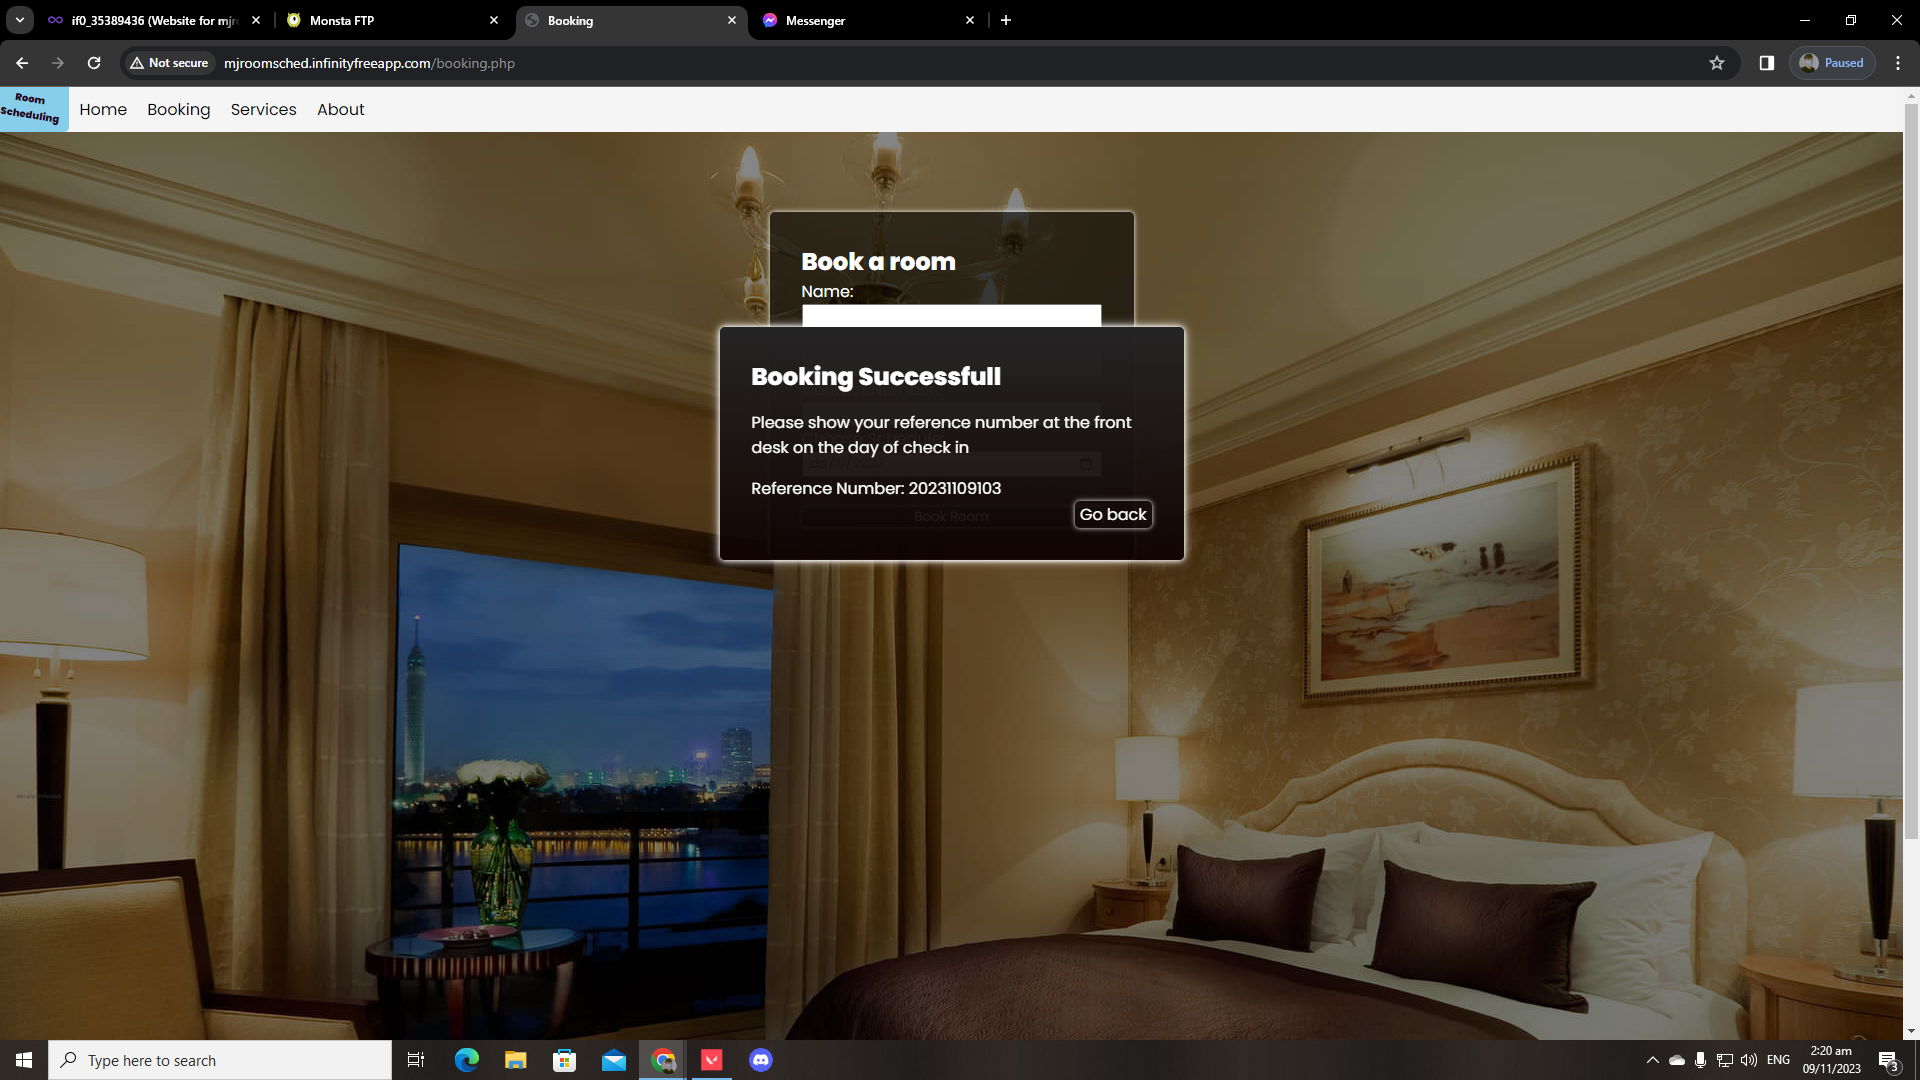 if0_35389436 (Website for mjr
Monsta FTP
Booking
Messenger
Not secure
mjroomsched.infinityfreeapp.com/booking.php
Paused
Room
Scheduling
Home
Booking
Services
About
Book a room
Name:
Booking Successfull
Please show your reference number at the front
desk on the day of check in
Reference Number: 20231109103
Book Room
Go back
Type here to search
ENG
2:20 am
09/11/2023
3